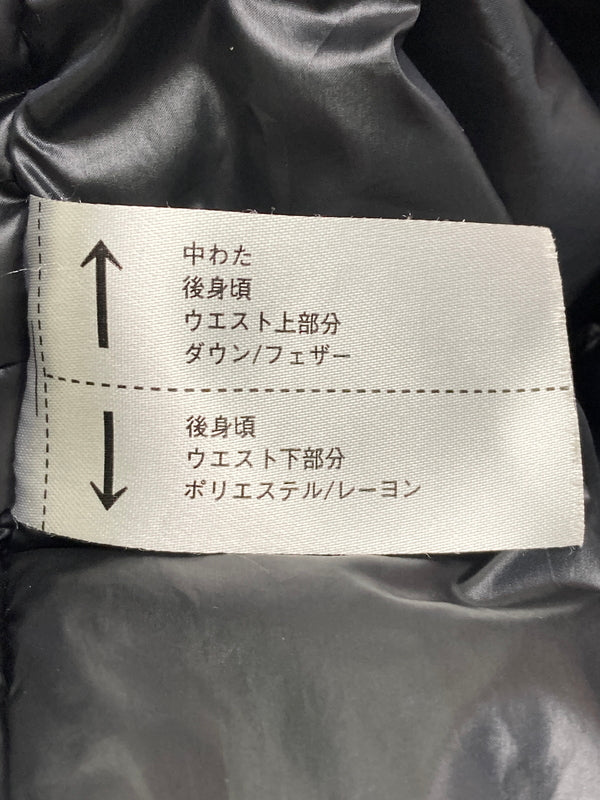 中わた
後身頃
ウエスト上部分
ダウン/フェザー
後身頃
ウエスト下部分
ポリエステル/レーヨン